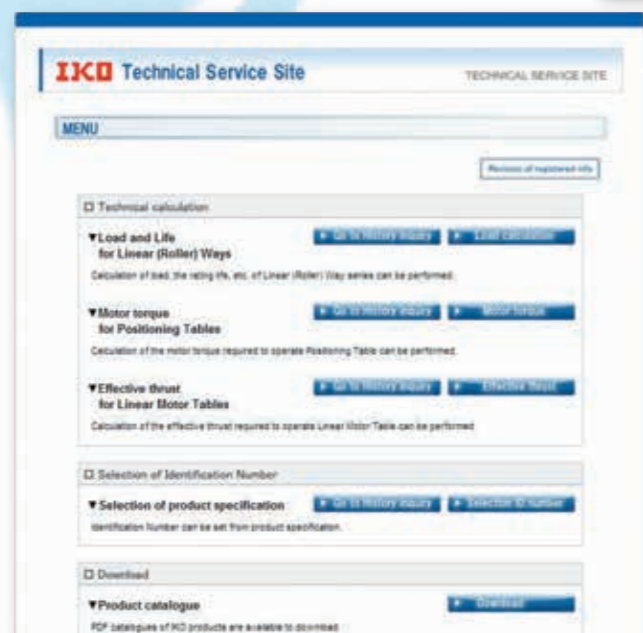 IKO Technical Service Site
TECHNICAL SERVICE SITE
MENU
Revision of registered info
Technical calculation
▼Load and Life
for Linear (Roller) Ways
Go to History inquiry
Load calculation
Calculation of load, the rating life, etc. of Linear (Roller) Way series can be performed.
▼Motor torque
for Positioning Tables
Go to History inquiry
Motor torque
Calculation of the motor torque required to operate Positioning Table can be performed.
▼Effective thrust
for Linear Motor Tables
Go to History inquiry
Effective thrust
Calculation of the effective thrust required to operate Linear Motor Table can be performed
Selection of Identification Number
▼Selection of product specification
Go to History inquiry
Selection ID number
Identification Number can be set from product specification.
Download
▼Product catalogue
Download
PDF catalogues of IKO products are available to download